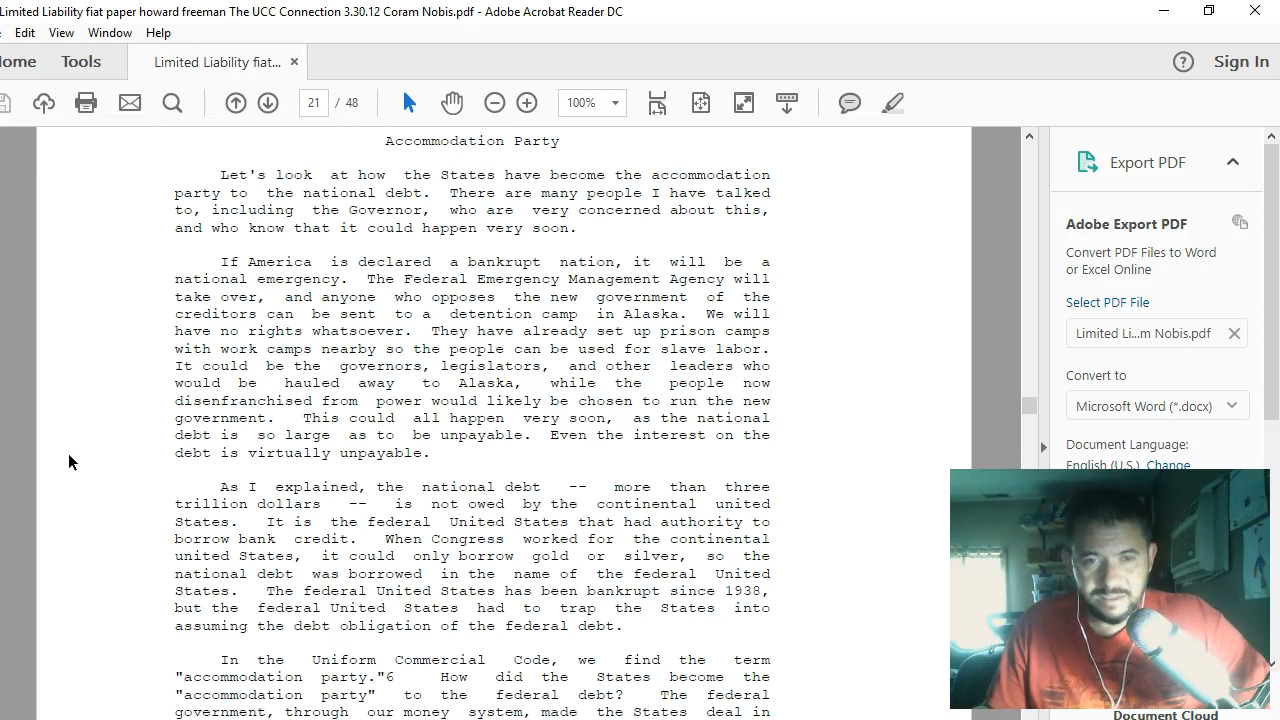 Limited Liability fiat paper howard freeman The UCC Connection 3.30.12 Coram Nobis.pdf - Adobe Acrobat Reader DC
Edit View Window Help
Home Tools Limited Liability fiat... × Sign In
21 / 48 100%
Accommodation Party
Let's look at how the States have become the accommodation
party to the national debt. There are many people I have talked
to, including the Governor, who are very concerned about this,
and who know that it could happen very soon.
If America is declared a bankrupt nation, it will be a
national emergency. The Federal Emergency Management Agency will
take over, and anyone who opposes the new government of the
creditors can be sent to a detention camp in Alaska. We will
have no rights whatsoever. They have already set up prison camps
with work camps nearby so the people can be used for slave labor.
It could be the governors, legislators, and other leaders who
would be hauled away to Alaska, while the people now
disenfranchised from power would likely be chosen to run the new
government. This could all happen very soon, as the national
debt is so large as to be unpayable. Even the interest on the
debt is virtually unpayable.
As I explained, the national debt -- more than three
trillion dollars -- is not owed by the continental united
States. It is the federal United States that had authority to
borrow bank credit. When Congress worked for the continental
united States, it could only borrow gold or silver, so the
national debt was borrowed in the name of the federal United
States. The federal United States has been bankrupt since 1938,
but the federal United States had to trap the States into
assuming the debt obligation of the federal debt.
In the Uniform Commercial Code, we find the term
"accommodation party."6 How did the States become the
"accommodation party" to the federal debt? The federal
government, through our money system, made the States deal in
Export PDF
Adobe Export PDF
Convert PDF Files to Word
or Excel Online
Select PDF File
Limited Li...m Nobis.pdf
Convert to
Microsoft Word (*.docx)
Document Language:
English (U.S.) Change
Document Cloud